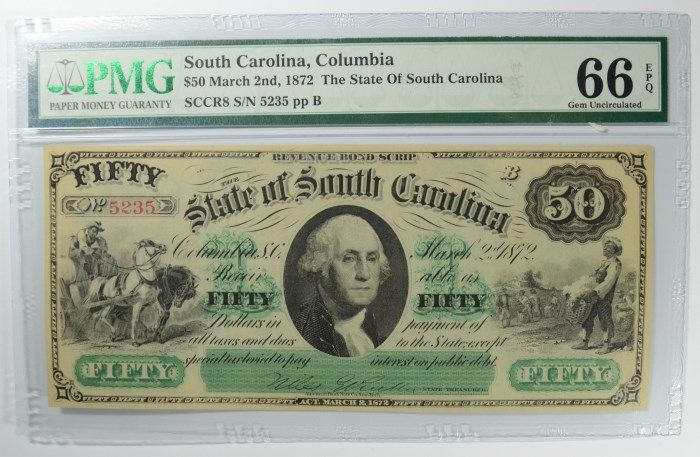 PMG
PAPER MONEY GUARANTY
South Carolina, Columbia
$50 March 2nd, 1872 The State Of South Carolina
SCCR8 S/N 5235 pp B
66 EPQ
Gem Uncirculated
REVENUE BOND SCRIP
FIFTY
THE
B
50
No 5235
State of South Carolina
Columbia S.C. March 2nd 1872
Receivable as
FIFTY FIFTY
Dollars in payment of
all taxes and dues to the State, except
special tax levied to pay interest on public debt.
FIFTY FIFTY
STATE TREASURER.
ACT. MARCH 2, 1872